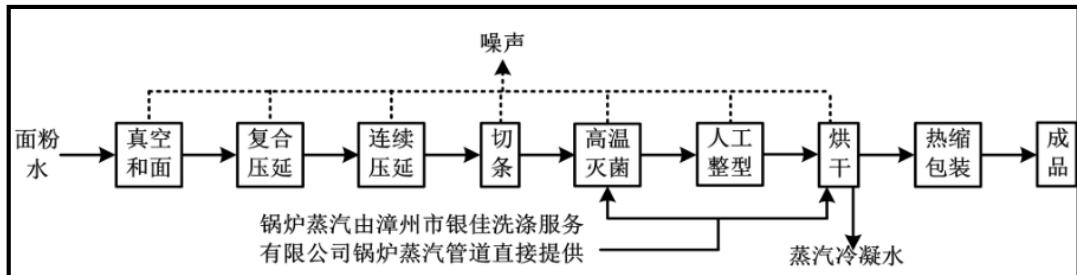 噪声
面粉
水
真空
和面
复合
压延
连续
压延
切
条
高温
灭菌
人工
整型
烘
干
热缩
包装
成
品
锅炉蒸汽由漳州市银佳洗涤服务
有限公司锅炉蒸汽管道直接提供
蒸汽冷凝水